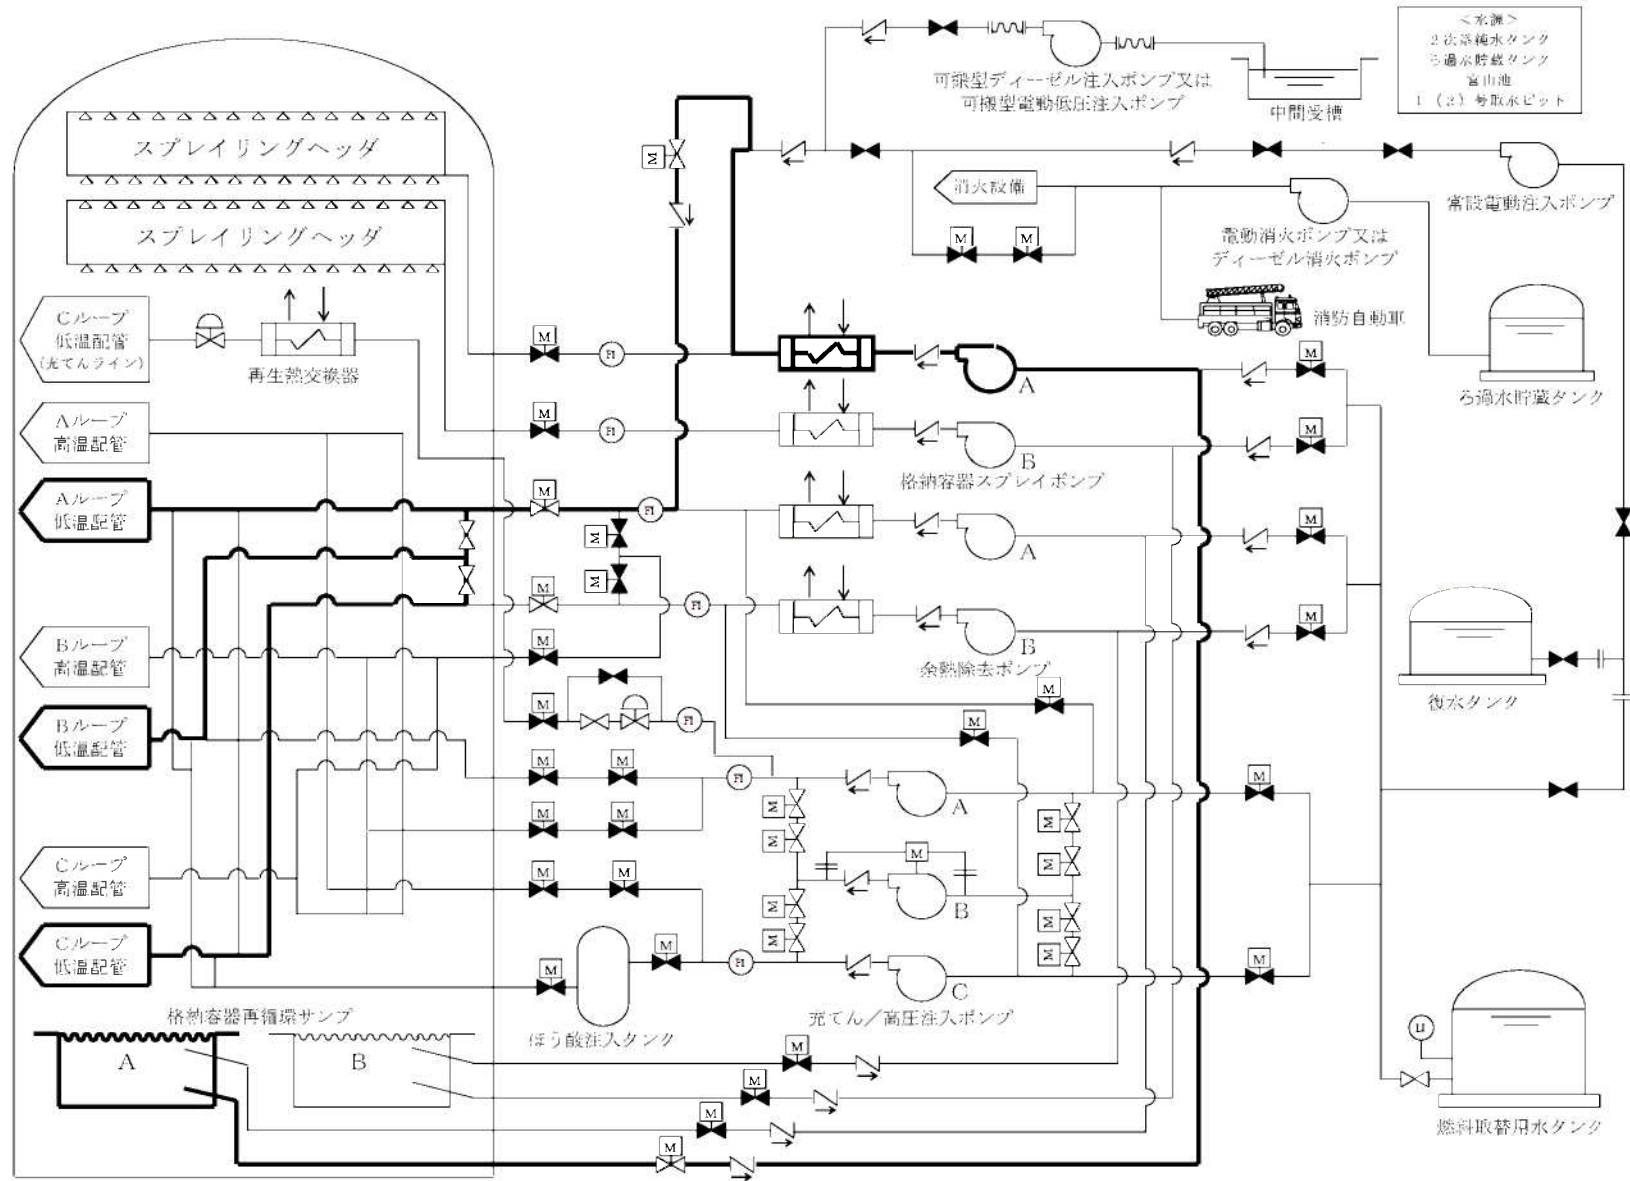 <水源>
2次系純水タンク
ろ過水貯蔵タンク
宮山池
1(2)号取水ピット
可搬型ディーゼル注入ポンプ又は
可搬型電動低圧注入ポンプ
中間受槽
スプレイリングヘッダ
スプレイリングヘッダ
消火設備
常設電動注入ポンプ
電動消火ポンプ又は
ディーゼル消火ポンプ
消防自動車
ろ過水貯蔵タンク
Cループ
低温配管
(充てんライン)
再生熱交換器
M
M
M
M
FI
A
M
Aループ
高温配管
M
FI
B
M
格納容器スプレイポンプ
Aループ
低温配管
M
FI
M
A
M
M
M
FI
B
M
余熱除去ポンプ
Bループ
高温配管
M
復水タンク
Bループ
低温配管
M
FI
M
M
M
M
FI
M
A
M
M
M
M
M
M
M
Cループ
高温配管
M
M
M
B
M
M
M
M
Cループ
低温配管
M
M
FI
C
M
ほう酸注入タンク
充てん/高圧注入ポンプ
格納容器再循環サンプ
A
B
M
M
M
M
LI
燃料取替用水タンク